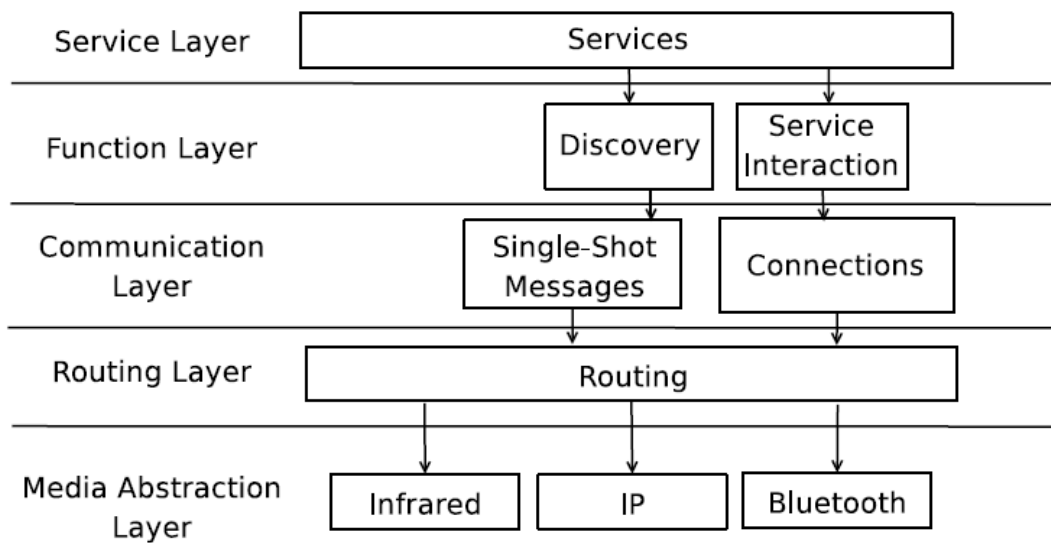 Service Layer
Services
Function Layer
Discovery
Service
Interaction
Communication
Layer
Single-Shot
Messages
Connections
Routing Layer
Routing
Media Abstraction
Layer
Infrared
IP
Bluetooth